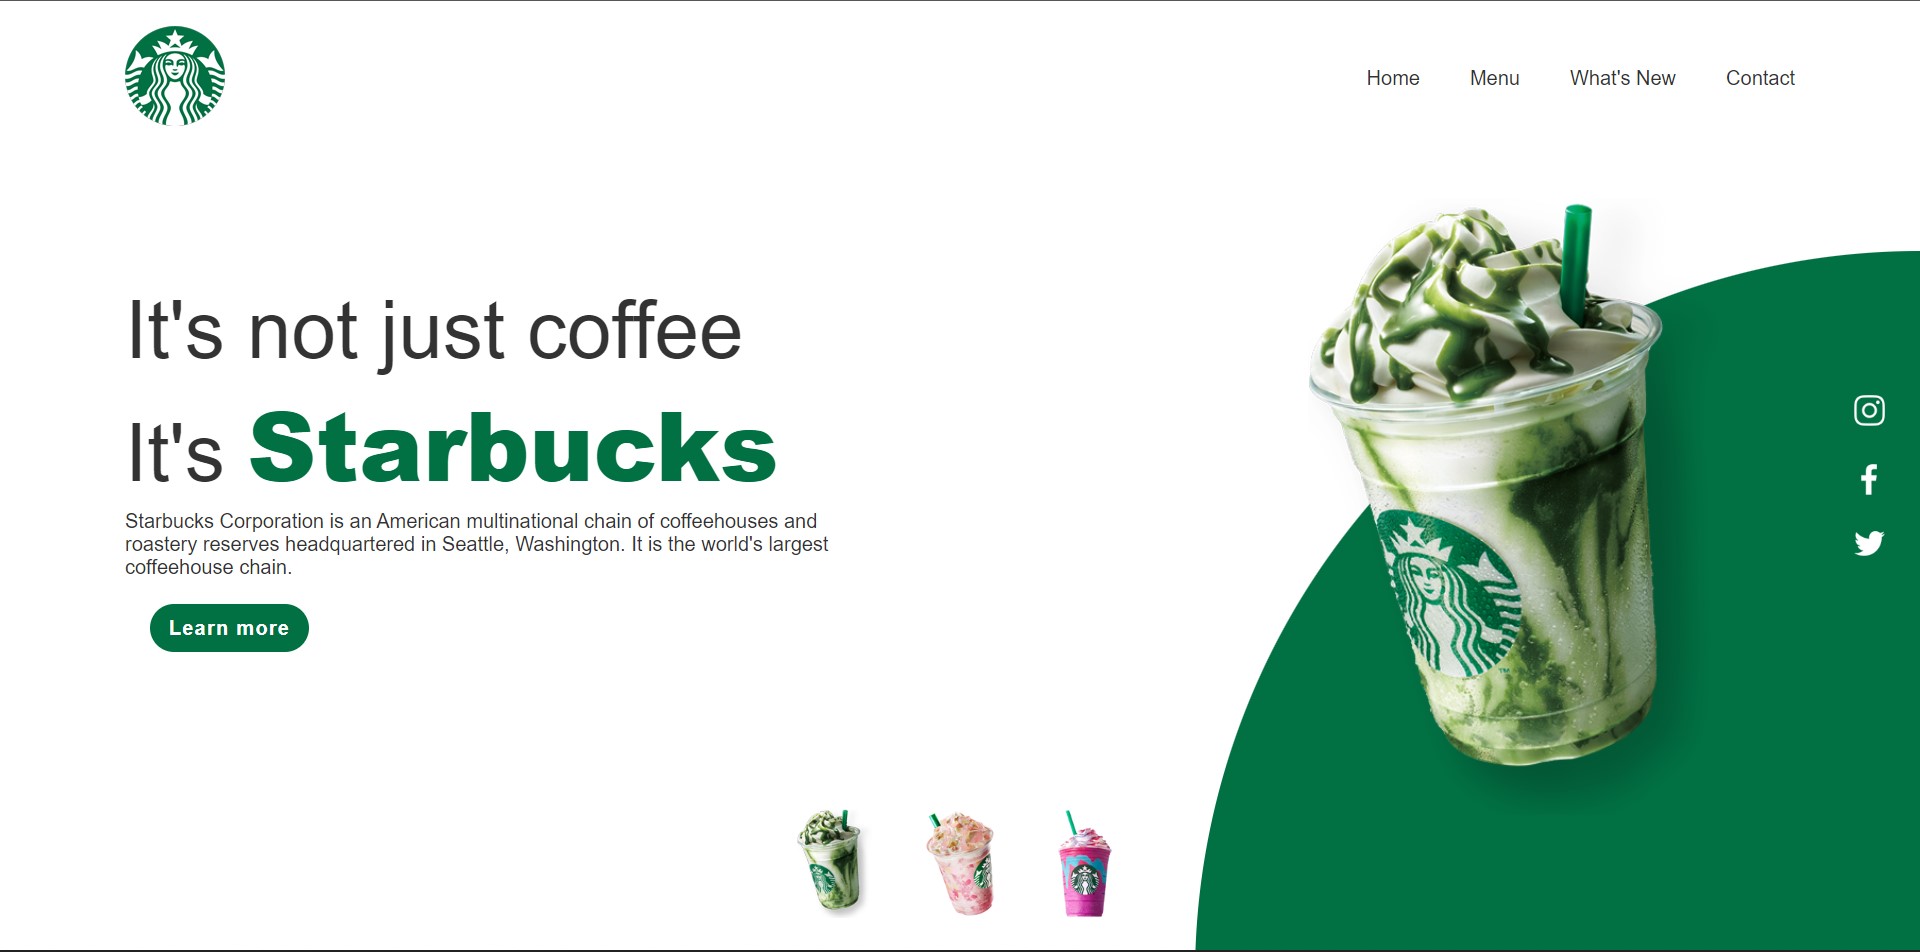 Home
Menu
What's New
Contact
It's not just coffee
It's Starbucks
Starbucks Corporation is an American multinational chain of coffeehouses and
roastery reserves headquartered in Seattle, Washington. It is the world's largest
coffeehouse chain.
Learn more
TM